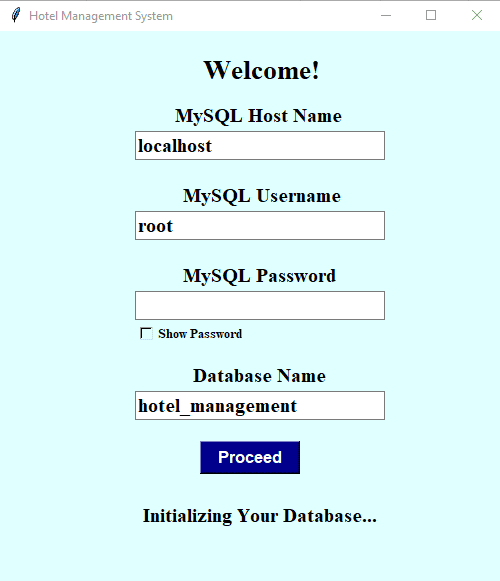 Hotel Management System
Welcome!
MySQL Host Name
localhost
MySQL Username
root
MySQL Password
Show Password
Database Name
hotel_management
Proceed
Initializing Your Database...